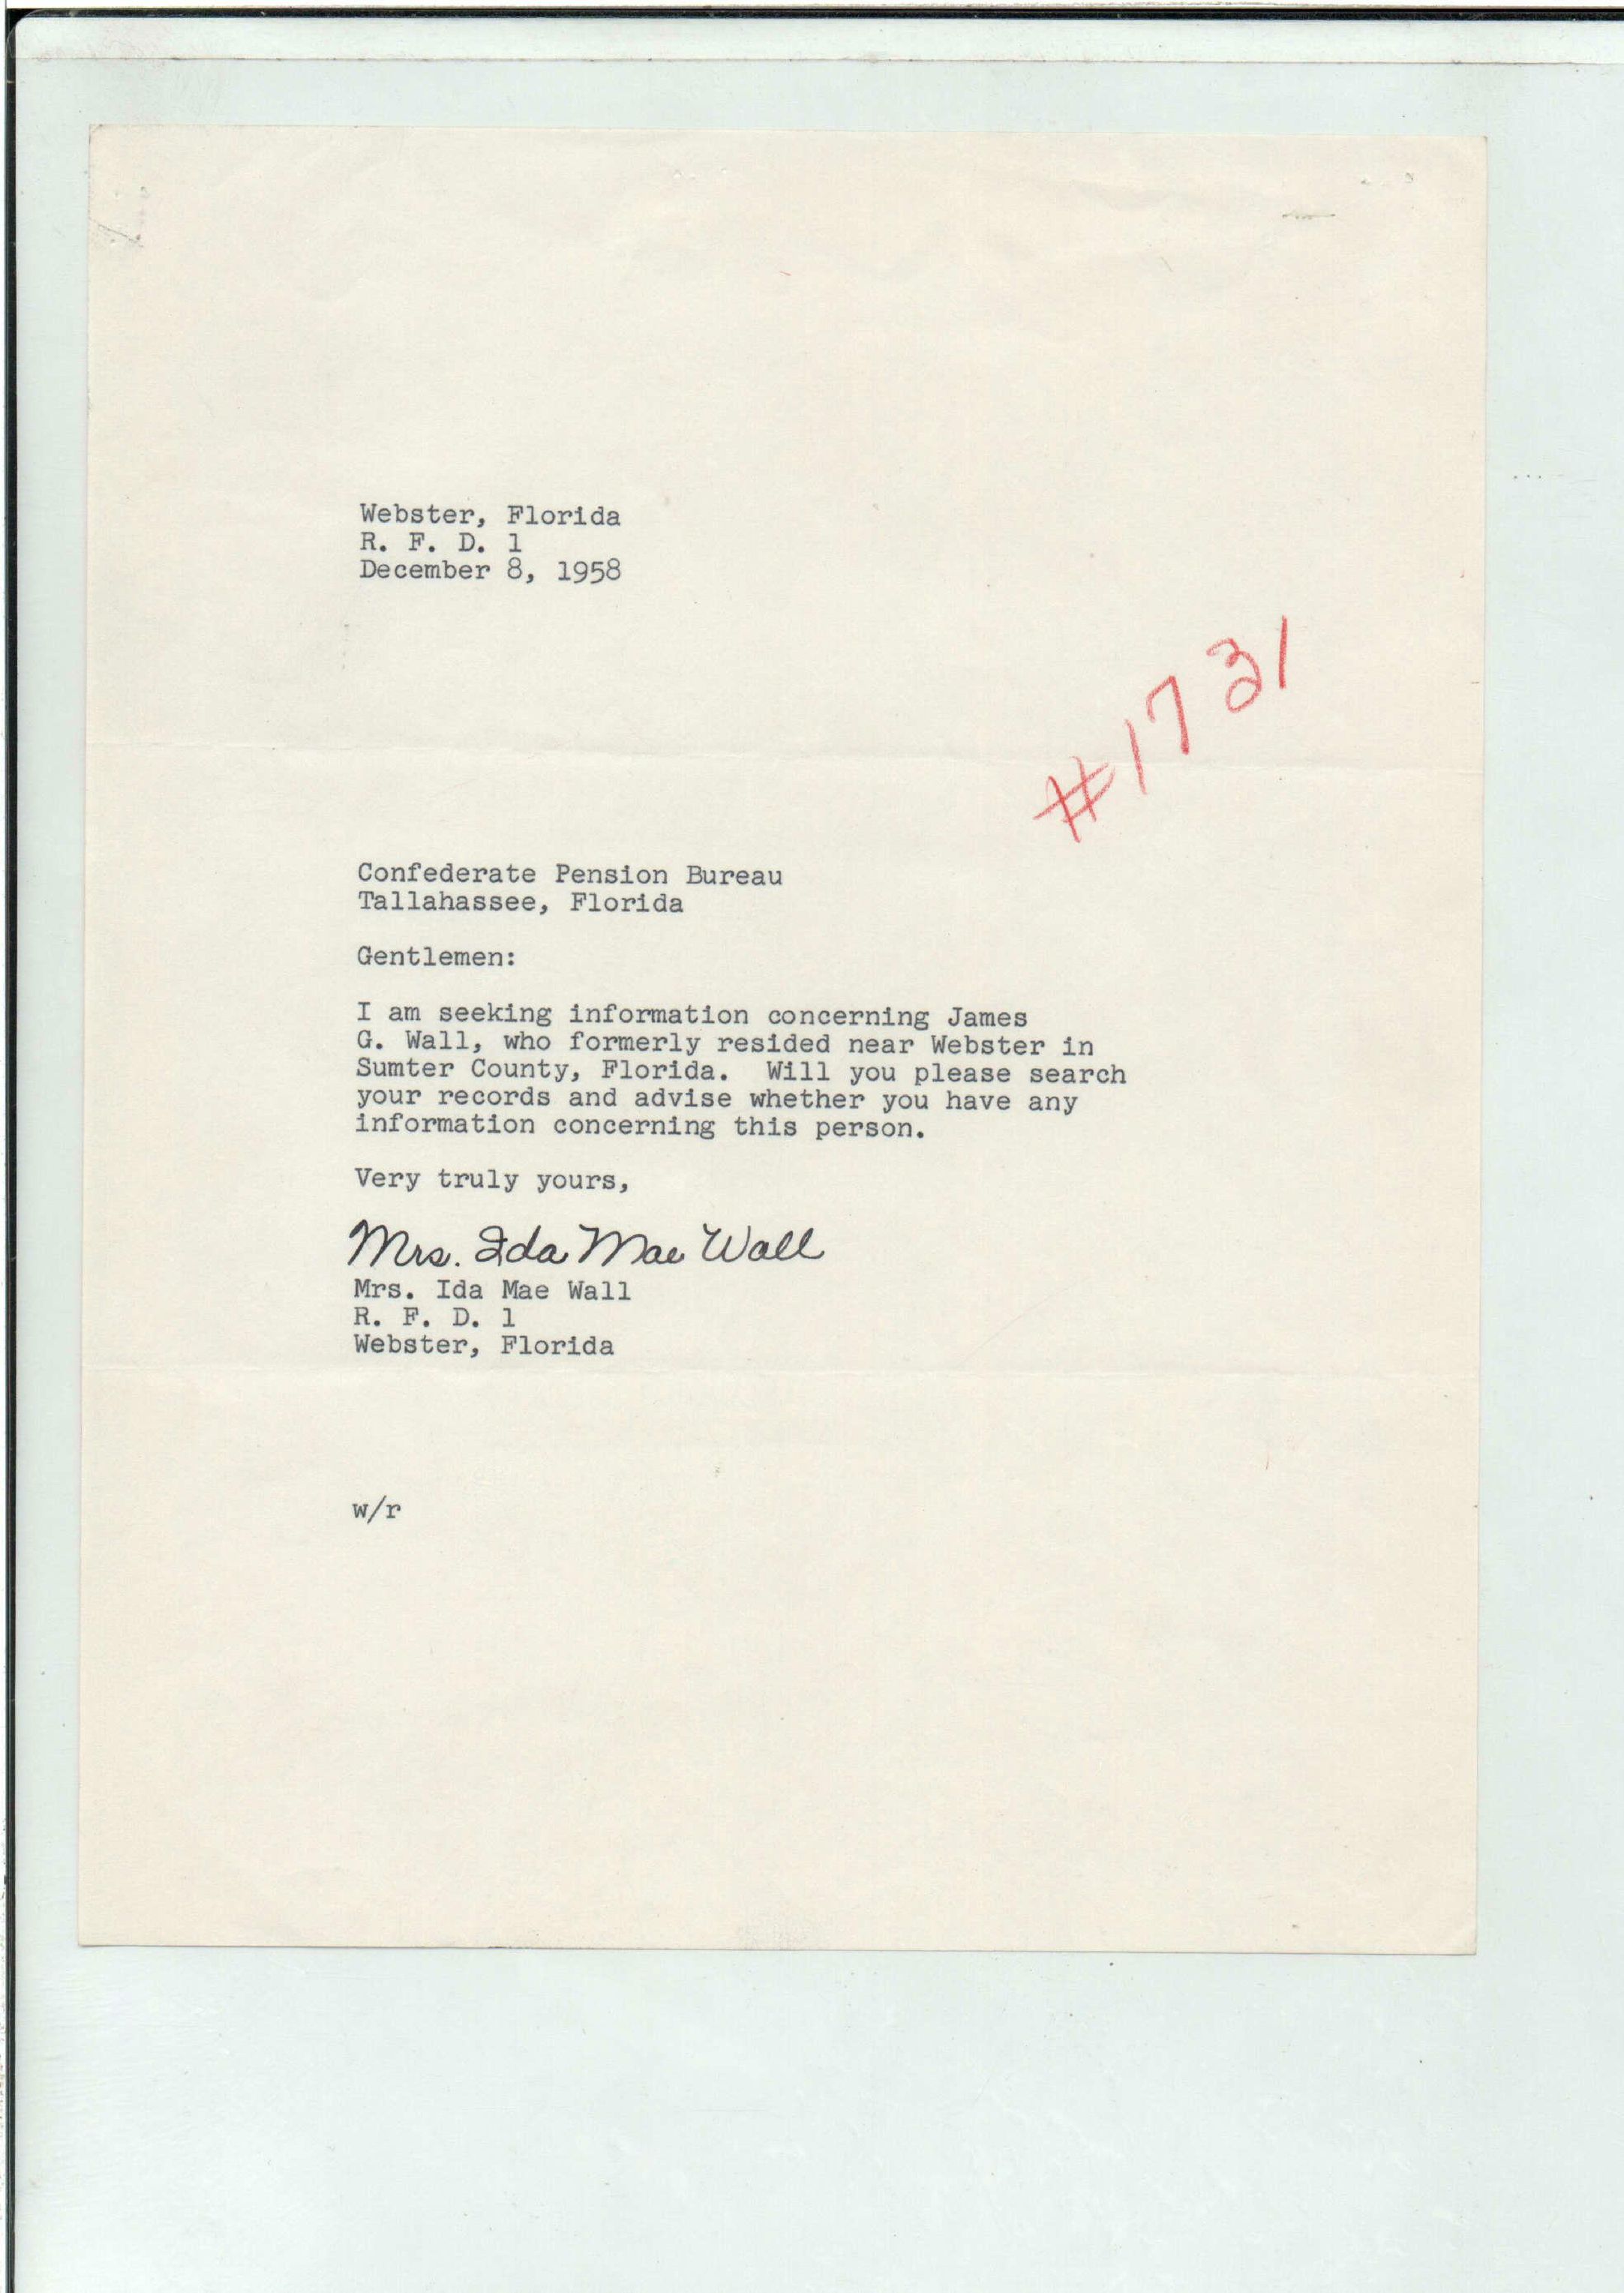 Webster, Florida
R. F. D. 1
December 8, 1958
#1731
Confederate Pension Bureau
Tallahassee, Florida
Gentlemen:
I am seeking information concerning James
G. Wall, who formerly resided near Webster in
Sumter County, Florida.  Will you please search
your records and advise whether you have any
information concerning this person.
Very truly yours,
Mrs. Ida Mae Wall
Mrs. Ida Mae Wall
R. F. D. 1
Webster, Florida
w/r